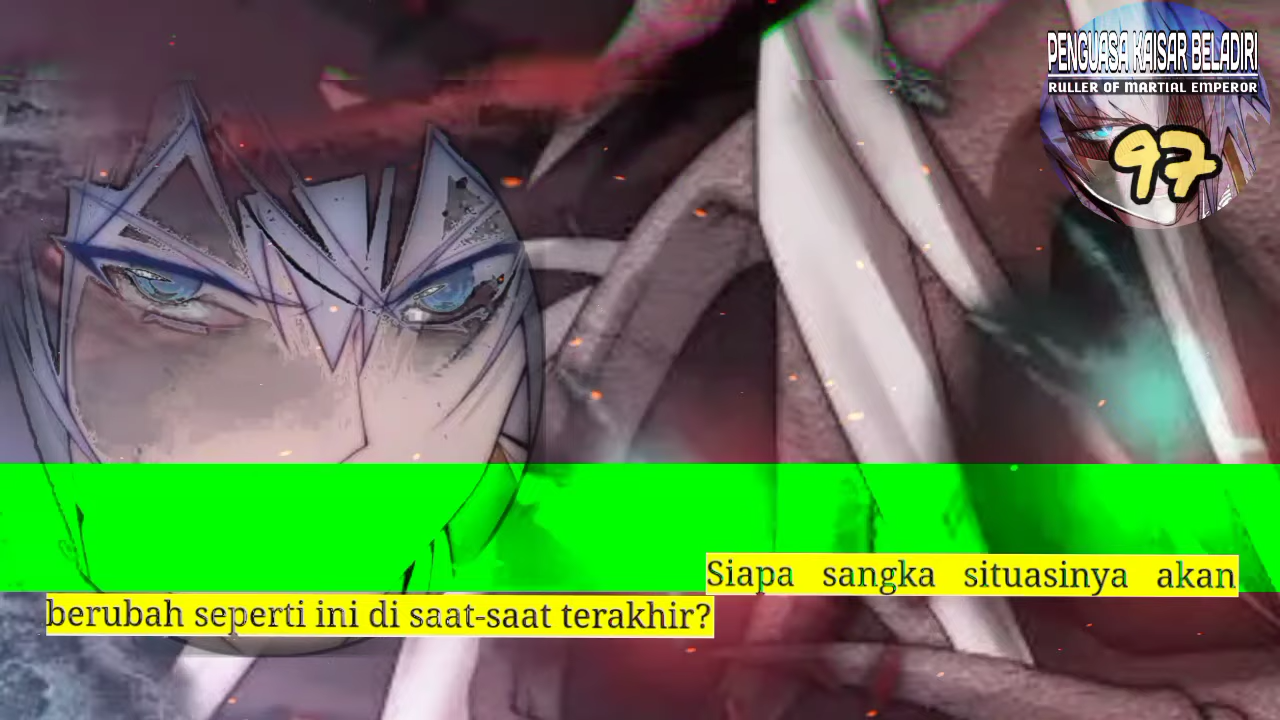 PENGUASA KAISAR BELADIRI
RULLER OF MARTIAL EMPEROR
97
Siapa sangka situasinya akan
berubah seperti ini di saat-saat terakhir?